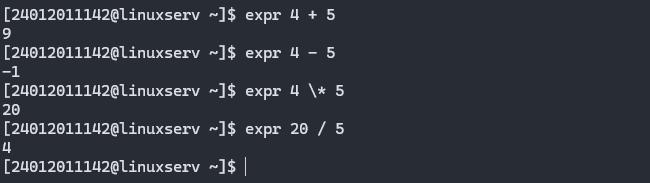 [24012011142@linuxserv ~]$ expr 4 + 5
9
[24012011142@linuxserv ~]$ expr 4 - 5
-1
[24012011142@linuxserv ~]$ expr 4 \* 5
20
[24012011142@linuxserv ~]$ expr 20 / 5
4
[24012011142@linuxserv ~]$